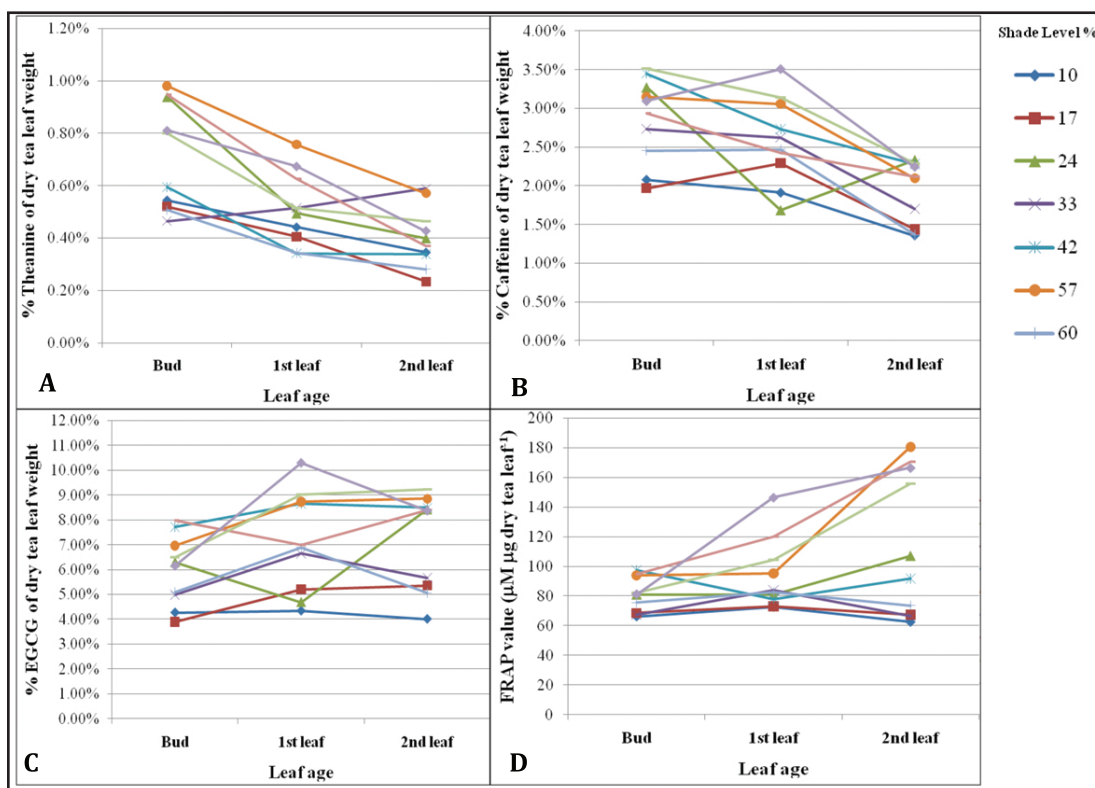 % Theanine of dry tea leaf weight
1.20%
1.00%
0.80%
0.60%
0.40%
0.20%
0.00%
Bud 1st leaf 2nd leaf
Leaf age
A
% Caffeine of dry tea leaf weight
4.00%
3.50%
3.00%
2.50%
2.00%
1.50%
1.00%
0.50%
0.00%
Bud 1st leaf 2nd leaf
Leaf age
B
Shade Level %
10
17
24
33
42
57
60
% EGCG of dry tea leaf weight
12.00%
11.00%
10.00%
9.00%
8.00%
7.00%
6.00%
5.00%
4.00%
3.00%
2.00%
1.00%
0.00%
Bud 1st leaf 2nd leaf
Leaf age
C
FRAP value (µM µg dry tea leaf⁻¹)
200
180
160
140
120
100
80
60
40
20
0
Bud 1st leaf 2nd leaf
Leaf age
D